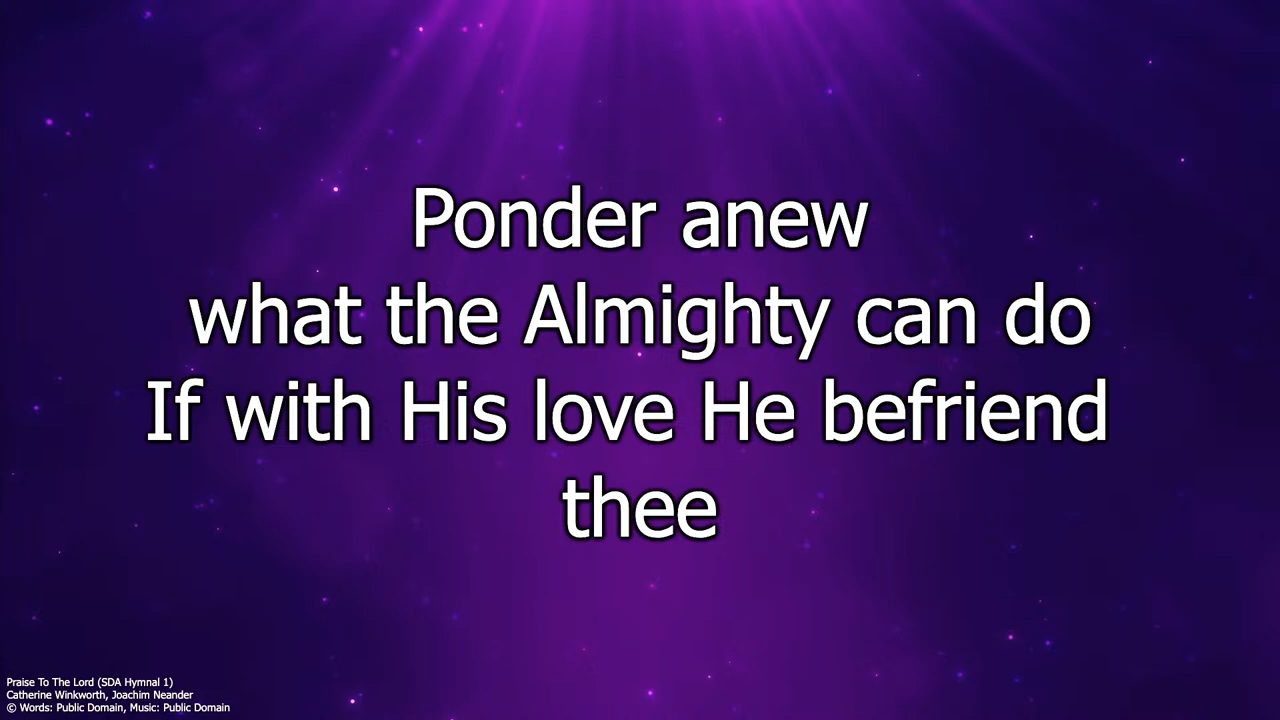 Ponder anew
what the Almighty can do
If with His love He befriend
thee
Praise To The Lord (SDA Hymnal 1)
Catherine Winkworth, Joachim Neander
© Words: Public Domain, Music: Public Domain